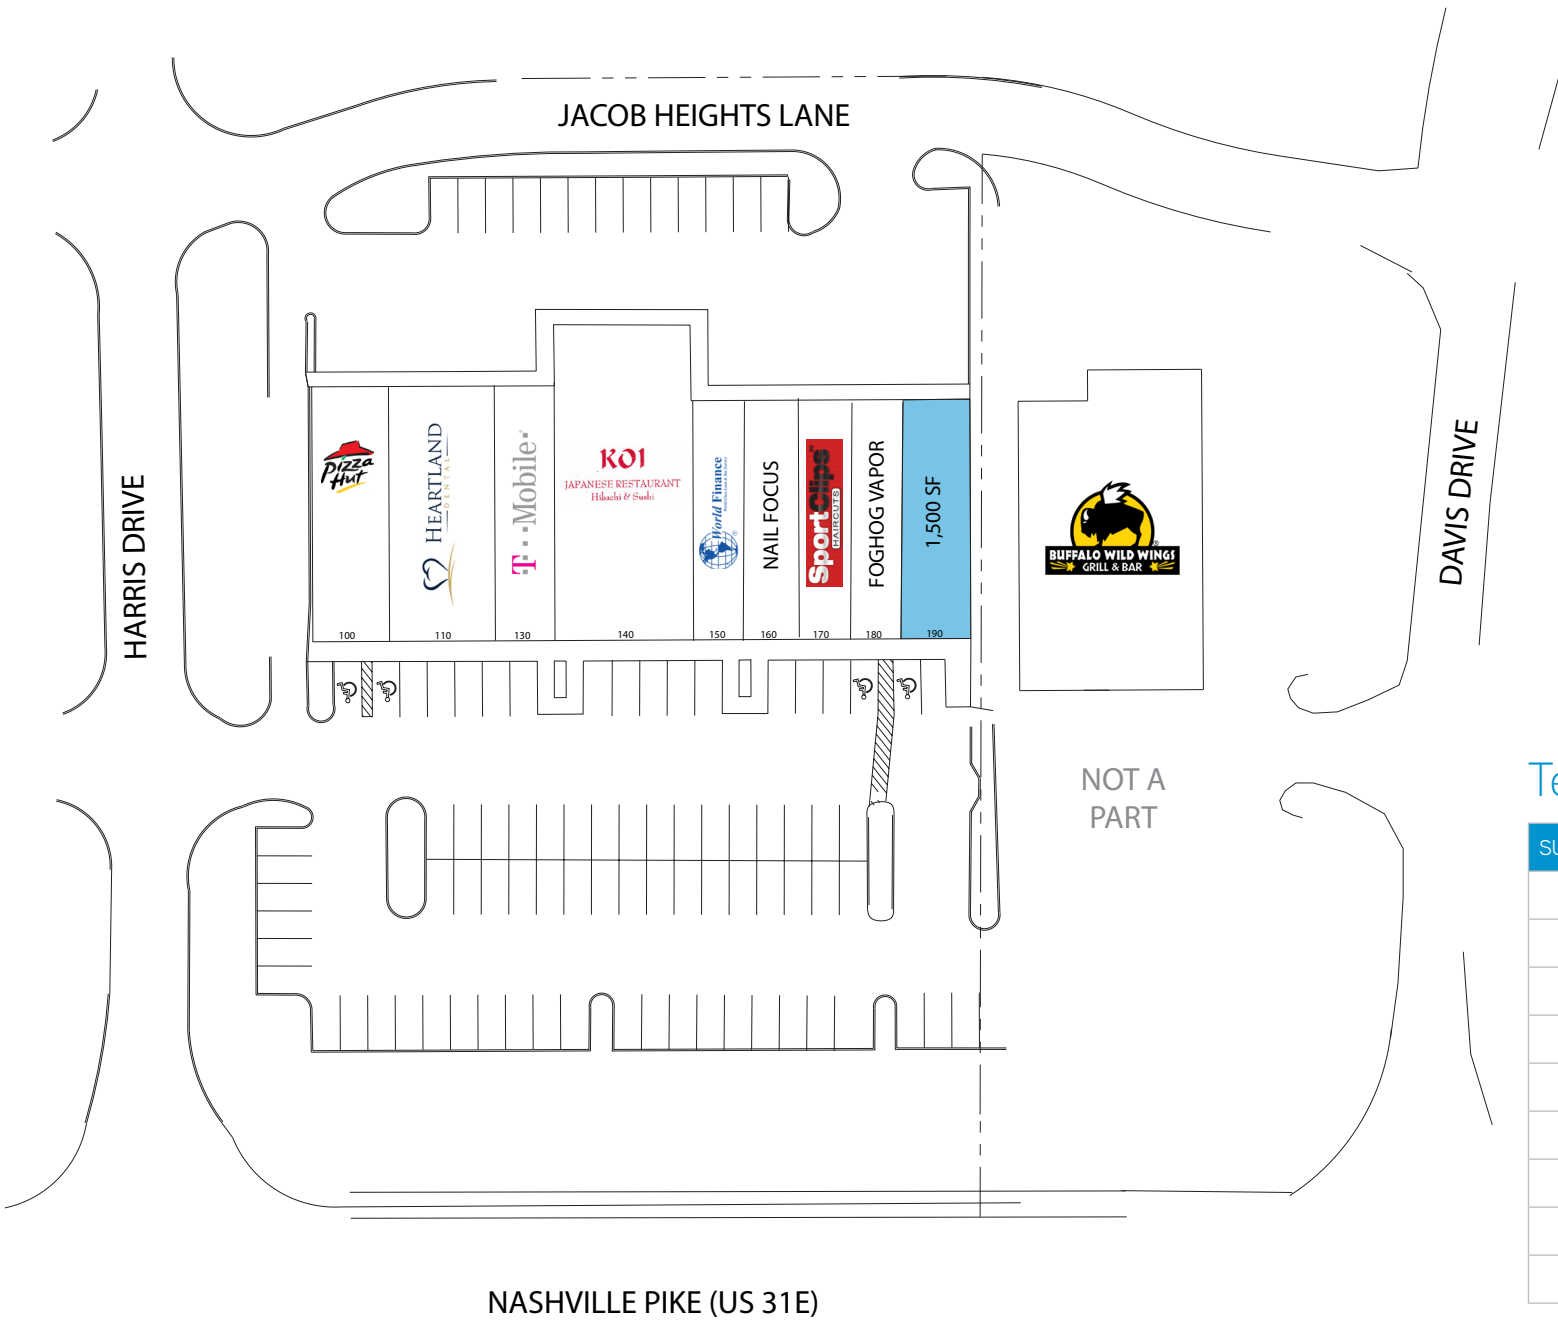 JACOB HEIGHTS LANE
HARRIS DRIVE
Pizza
Hut
HEARTLAND
DENTAL
T-Mobile
KOI
JAPANESE RESTAURANT
Hibachi & Sushi
World Finance
NAIL FOCUS
SportClips
HAIRCUTS
FOGHOG VAPOR
1,500 SF
100
110
130
140
150
160
170
180
190
BUFFALO WILD WINGS
GRILL & BAR
DAVIS DRIVE
NOT A
PART
NASHVILLE PIKE (US 31E)